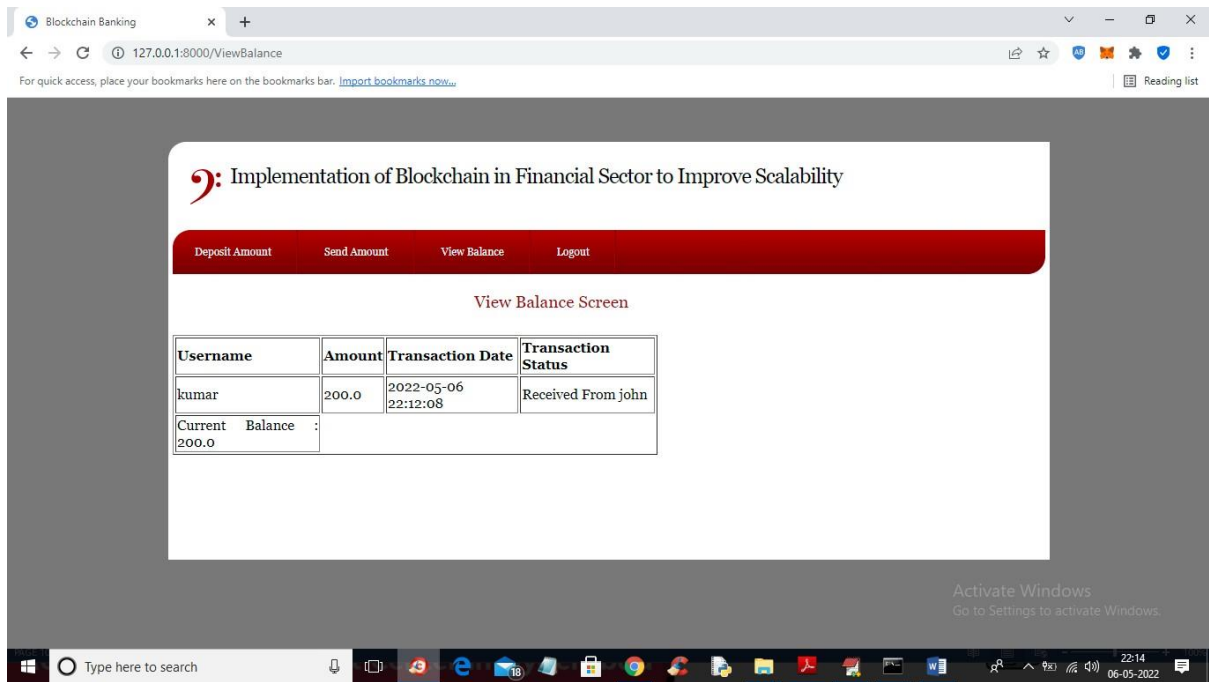 Blockchain Banking
127.0.0.1:8000/ViewBalance
AB
For quick access, place your bookmarks here on the bookmarks bar. Import bookmarks now...
Reading list
Implementation of Blockchain in Financial Sector to Improve Scalability
Deposit Amount Send Amount View Balance Logout
View Balance Screen
Username Amount Transaction Date Transaction
Status
kumar 200.0 2022-05-06
22:12:08 Received From john
Current Balance :
200.0
Activate Windows
Go to Settings to activate Windows.
100%
Type here to search
18
22:14
06-05-2022